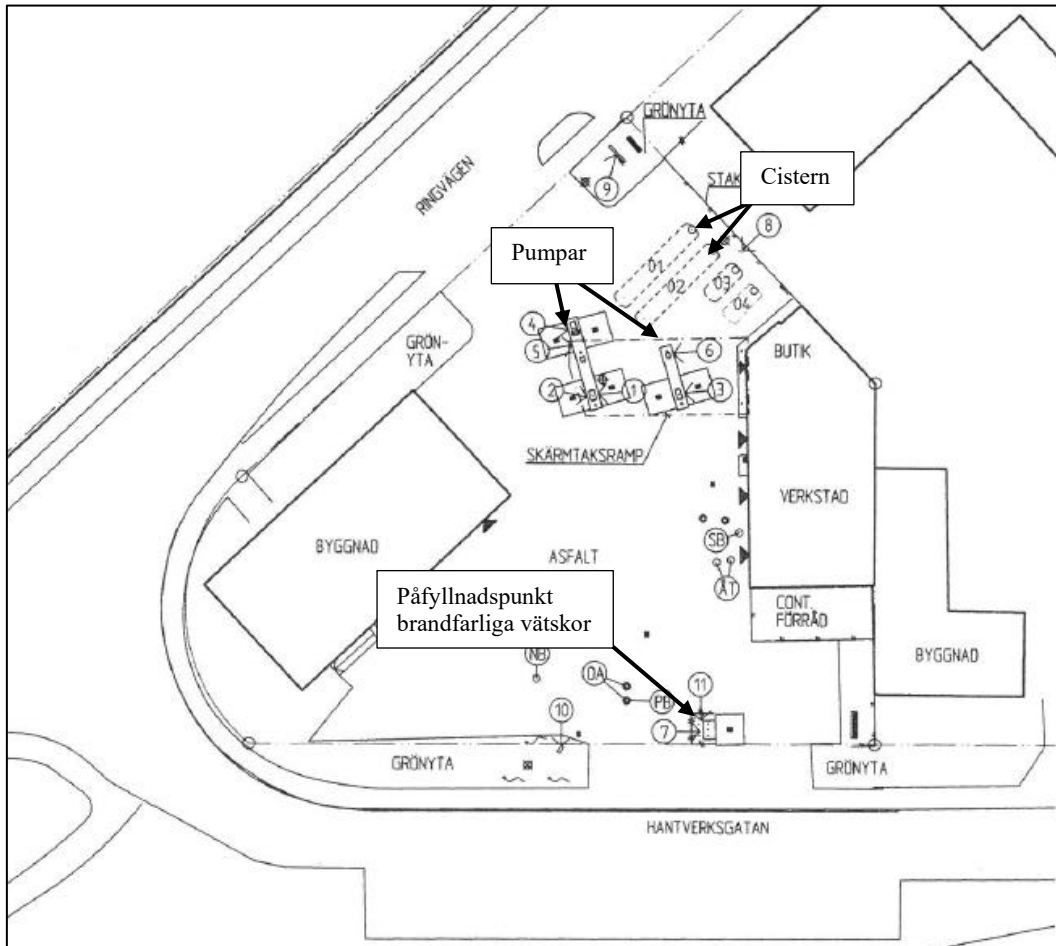 GRÖNYTA
9
RINGVÄGEN
STAK
Cistern
8
Pumpar
01
02
03
04
4
5
6
GRÖN-
YTA
BUTIK
2
1
3
SKÄRMTAKSRAMP
VERKSTAD
SB
BYGGNAD
ASFALT
ÄT
Påfyllnadspunkt
brandfarliga vätskor
CONT.
FÖRRÅD
BYGGNAD
NB
DA
PB
11
10
7
GRÖNYTA
GRÖNYTA
HANTVERKSGATAN